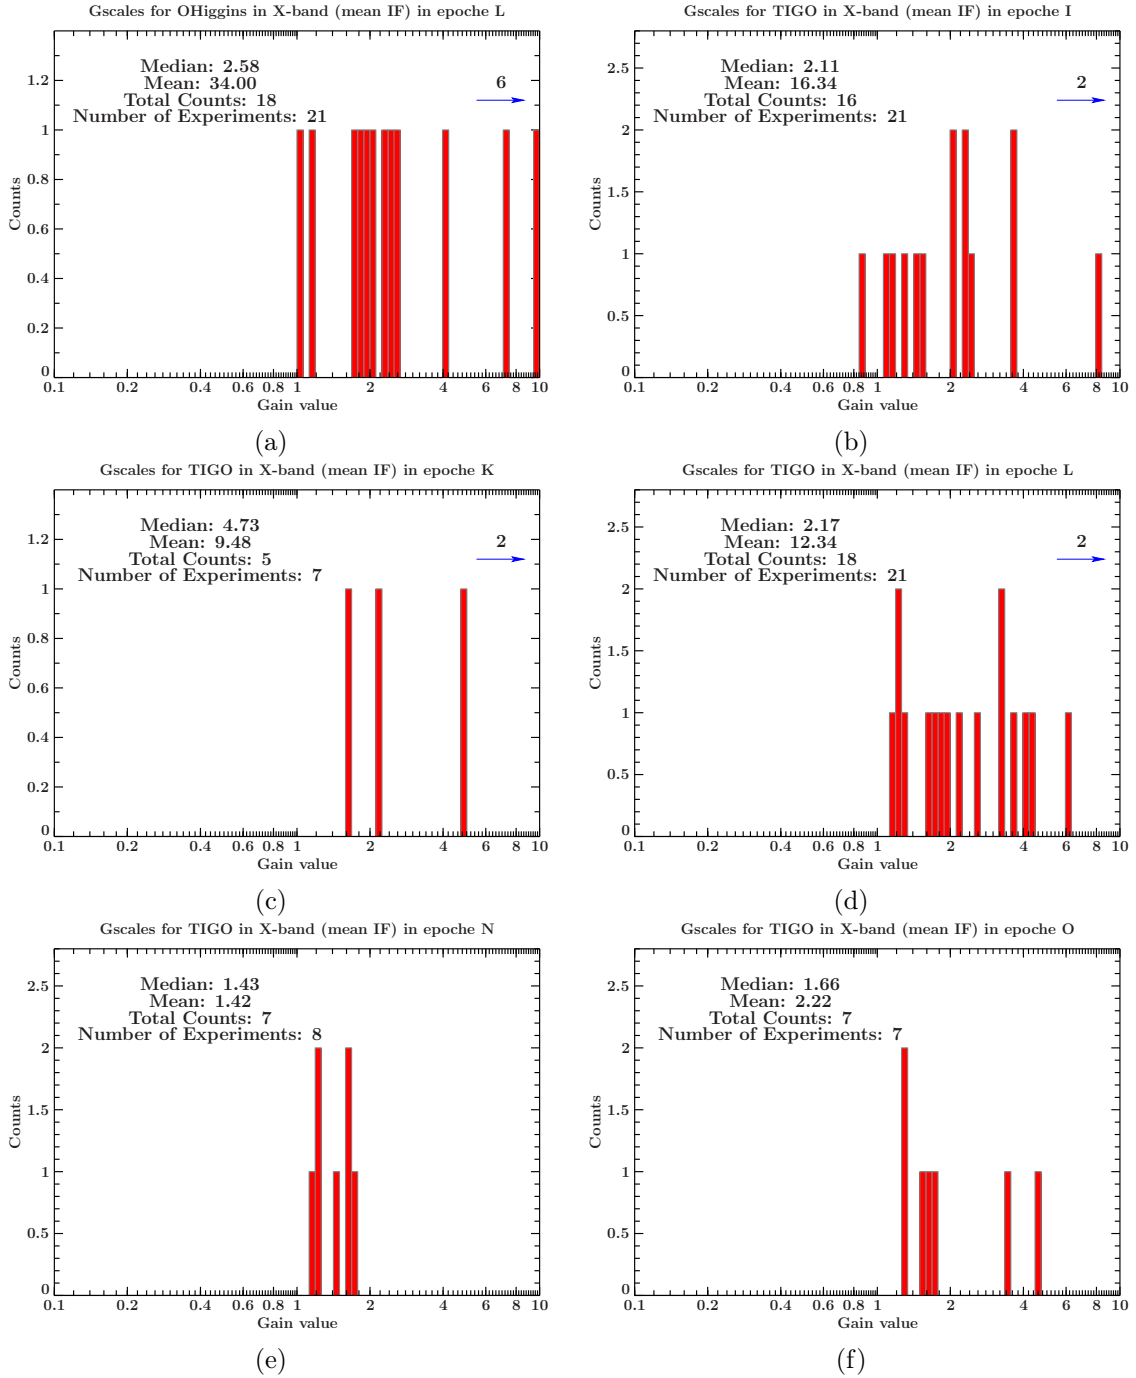 Gscales for OHiggins in X-band (mean IF) in epoche L
Median: 2.58
Mean: 34.00
Total Counts: 18
Number of Experiments: 21
6
Counts
0
0.2
0.4
0.6
0.8
1
1.2
0.1 0.2 0.4 0.6 0.8 1 2 4 6 8 10
Gain value
(a)
Gscales for TIGO in X-band (mean IF) in epoche I
Median: 2.11
Mean: 16.34
Total Counts: 16
Number of Experiments: 21
2
Counts
0
0.5
1
1.5
2
2.5
0.1 0.2 0.4 0.6 0.8 1 2 4 6 8 10
Gain value
(b)
Gscales for TIGO in X-band (mean IF) in epoche K
Median: 4.73
Mean: 9.48
Total Counts: 5
Number of Experiments: 7
2
Counts
0
0.2
0.4
0.6
0.8
1
1.2
0.1 0.2 0.4 0.6 0.8 1 2 4 6 8 10
Gain value
(c)
Gscales for TIGO in X-band (mean IF) in epoche L
Median: 2.17
Mean: 12.34
Total Counts: 18
Number of Experiments: 21
2
Counts
0
0.5
1
1.5
2
2.5
0.1 0.2 0.4 0.6 0.8 1 2 4 6 8 10
Gain value
(d)
Gscales for TIGO in X-band (mean IF) in epoche N
Median: 1.43
Mean: 1.42
Total Counts: 7
Number of Experiments: 8
Counts
0
0.5
1
1.5
2
2.5
0.1 0.2 0.4 0.6 0.8 1 2 4 6 8 10
Gain value
(e)
Gscales for TIGO in X-band (mean IF) in epoche O
Median: 1.66
Mean: 2.22
Total Counts: 7
Number of Experiments: 7
Counts
0
0.5
1
1.5
2
2.5
0.1 0.2 0.4 0.6 0.8 1 2 4 6 8 10
Gain value
(f)